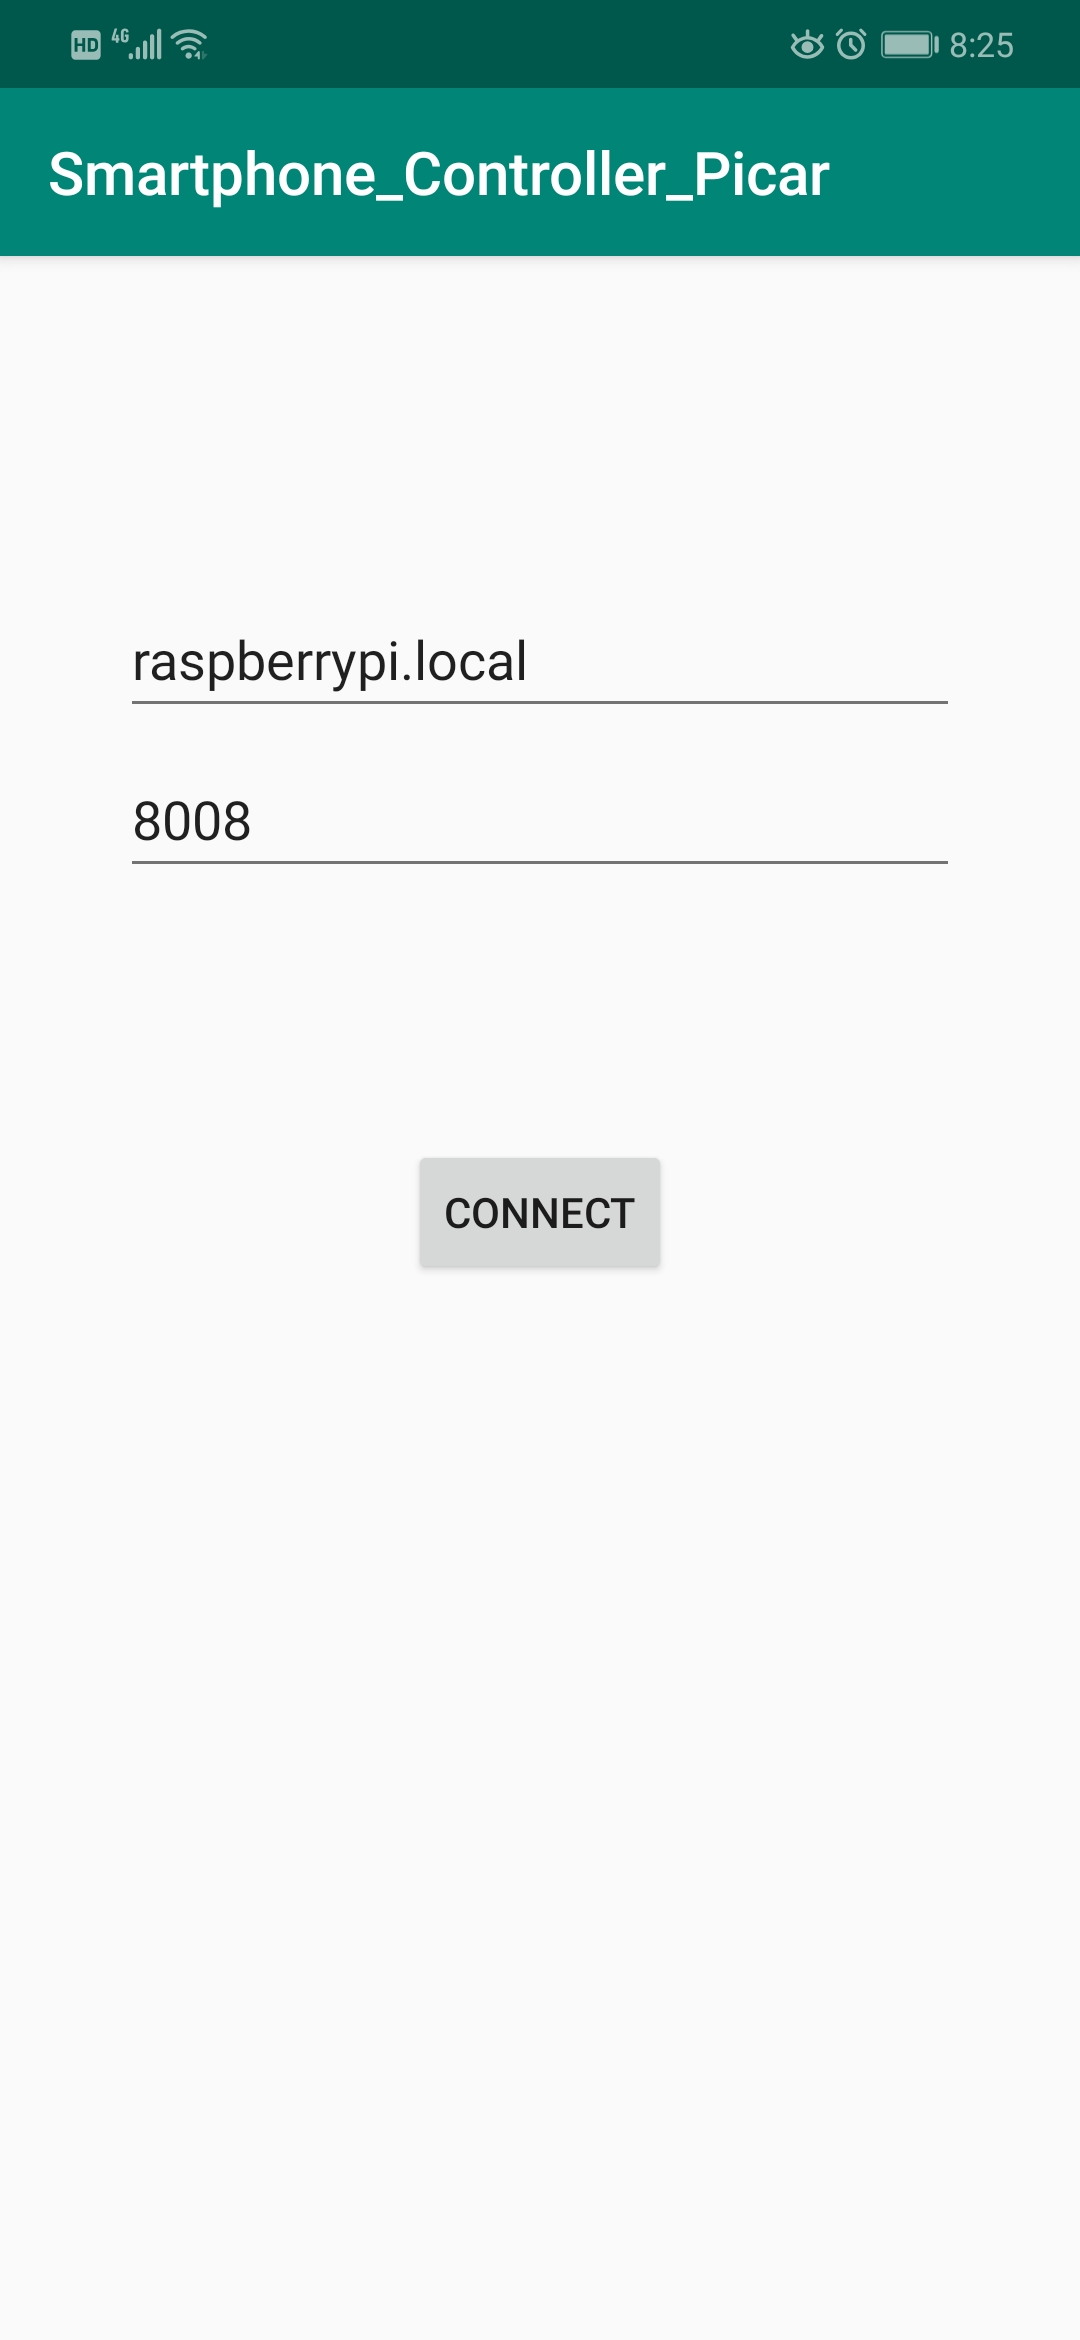 HD 4G 8:25
Smartphone_Controller_Picar
raspberrypi.local
8008
CONNECT